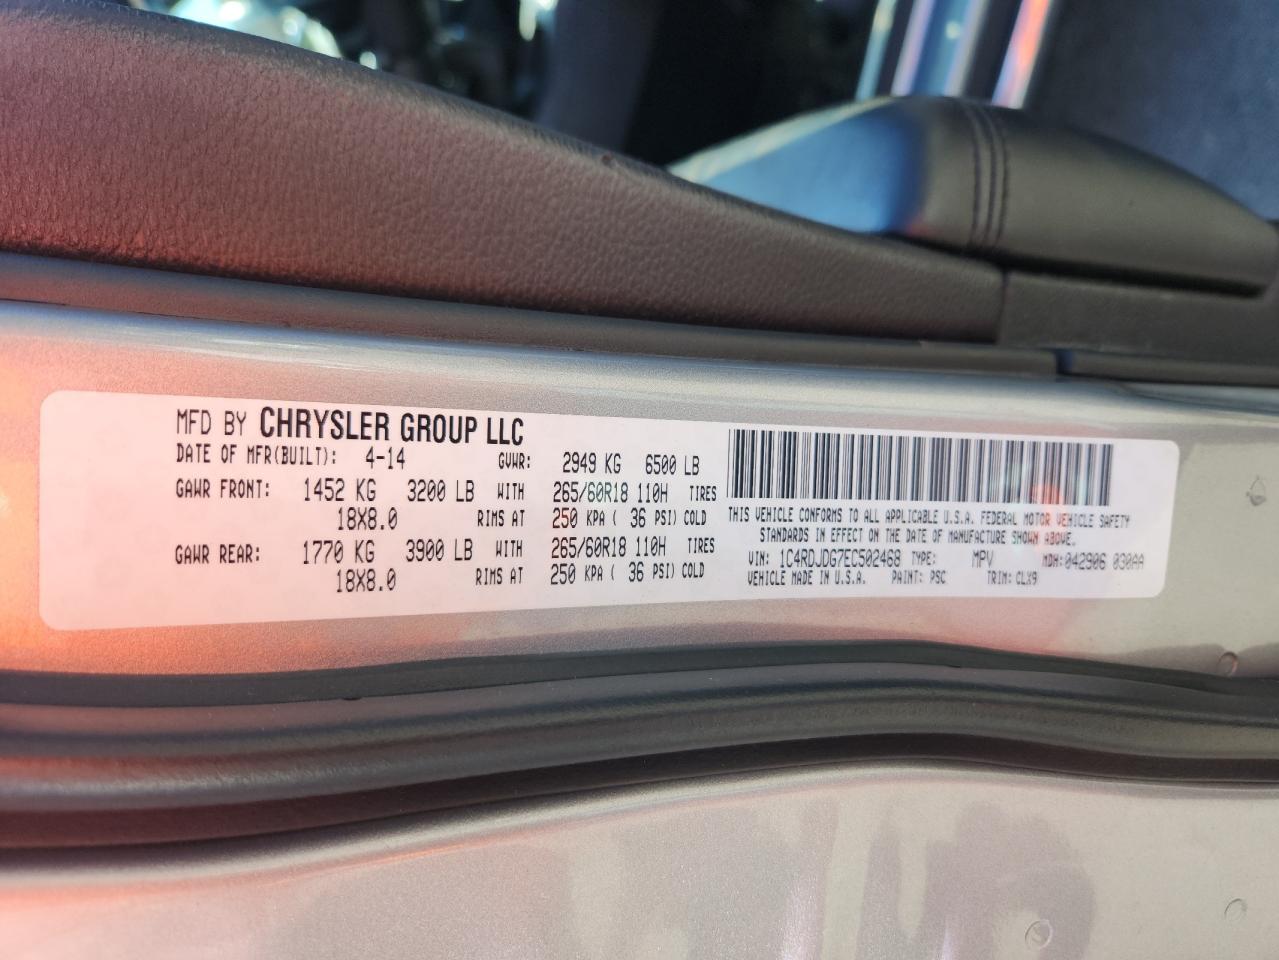 MFD BY CHRYSLER GROUP LLC
DATE OF MFR(BUILT): 4-14 GVWR: 2949 KG 6500 LB
GAWR FRONT: 1452 KG 3200 LB WITH 265/60R18 110H TIRES
18X8.0 RIMS AT 250 KPA ( 36 PSI) COLD
GAWR REAR: 1770 KG 3900 LB WITH 265/60R18 110H TIRES
18X8.0 RIMS AT 250 KPA ( 36 PSI) COLD
THIS VEHICLE CONFORMS TO ALL APPLICABLE U.S.A. FEDERAL MOTOR VEHICLE SAFETY
STANDARDS IN EFFECT ON THE DATE OF MANUFACTURE SHOWN ABOVE.
VIN: 1C4RDJDG7EC502468 TYPE: MPV MDH: 042906 030AA
VEHICLE MADE IN U.S.A. PAINT: PSC TRIM: CLX9